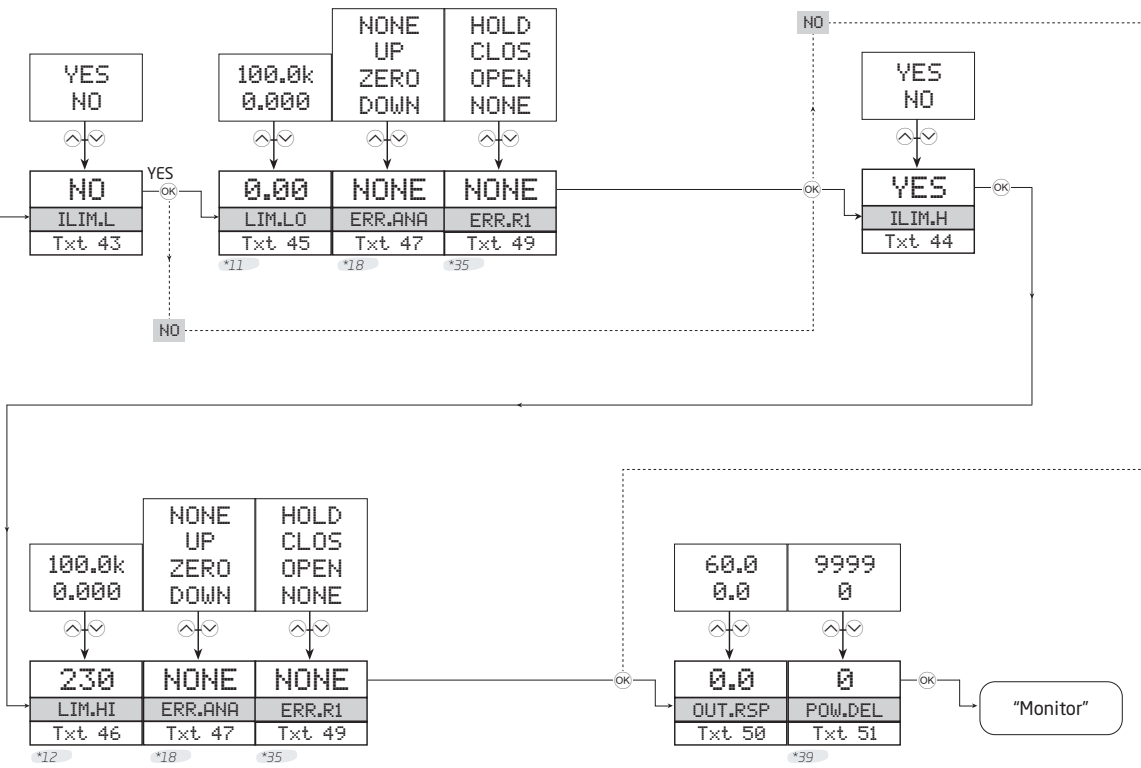 NO
YES
NO
100.0k
0.000
NONE
UP
ZERO
DOWN
HOLD
CLOS
OPEN
NONE
YES
NO
NO
ILIM.L
Txt 43
YES
OK
0.00
LIM.LO
Txt 45
*11
NONE
ERR.ANA
Txt 47
*18
NONE
ERR.R1
Txt 49
*35
OK
YES
ILIM.H
Txt 44
OK
NO
100.0k
0.000
NONE
UP
ZERO
DOWN
HOLD
CLOS
OPEN
NONE
60.0
0.0
9999
0
230
LIM.HI
Txt 46
*12
NONE
ERR.ANA
Txt 47
*18
NONE
ERR.R1
Txt 49
*35
OK
0.0
OUT.RSP
Txt 50
0
POW.DEL
Txt 51
*39
OK
“Monitor”